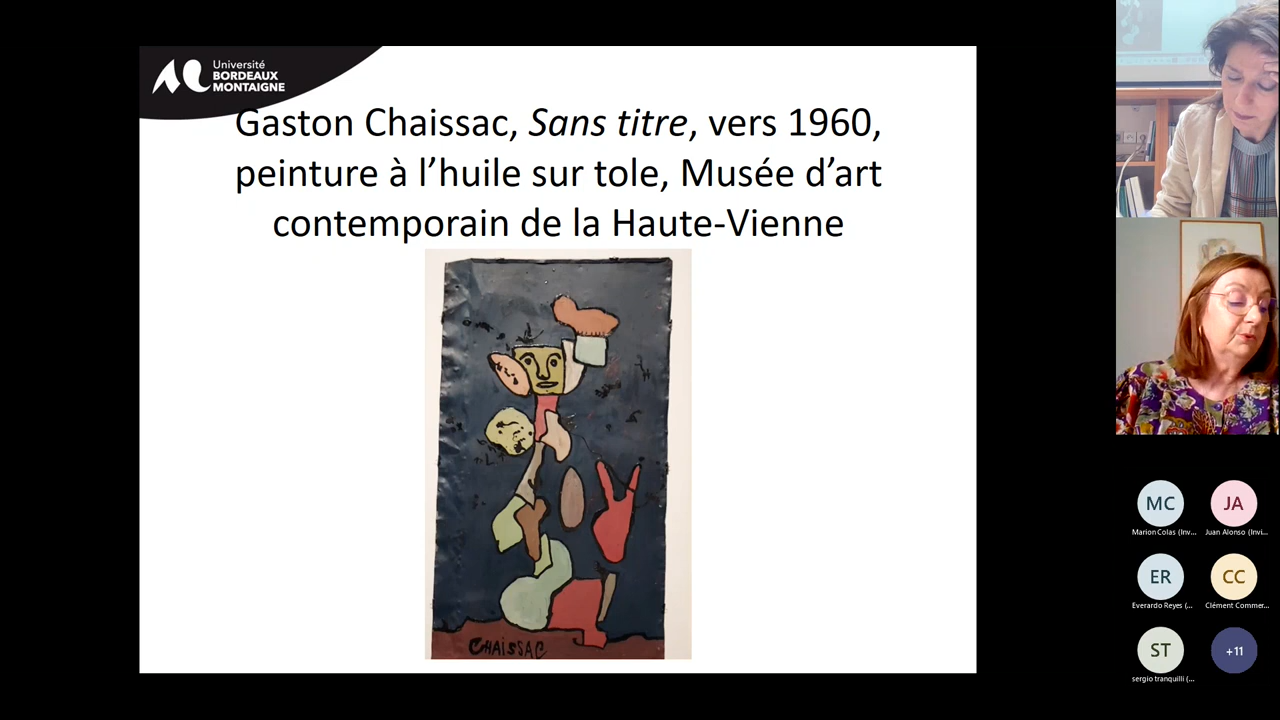 Université
BORDEAUX
MONTAIGNE
Gaston Chaissac, Sans titre, vers 1960,
peinture à l’huile sur tole, Musée d’art
contemporain de la Haute-Vienne
CHAISSAC
MC
JA
Marion Colas (Inv...
Juan Alonso (Invi...
ER
CC
Everardo Reyes (...
Clément Commer...
ST
+11
sergio tranquilli (...